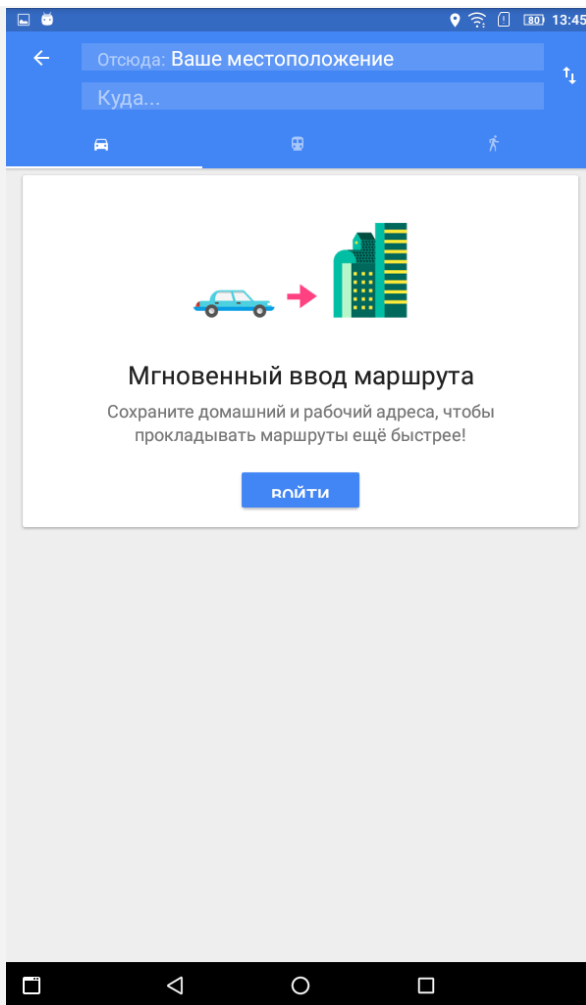 80 13:45
Отсюда: Ваше местоположение
Куда...
Мгновенный ввод маршрута
Сохраните домашний и рабочий адреса, чтобы
прокладывать маршруты ещё быстрее!
ВОЙТИ